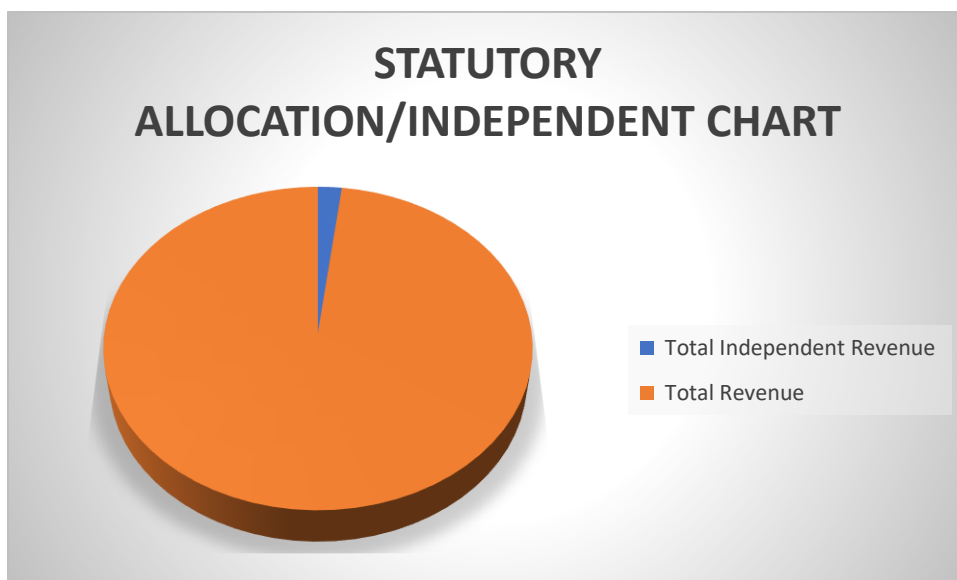 STATUTORY
ALLOCATION/INDEPENDENT CHART
Total Independent Revenue
Total Revenue